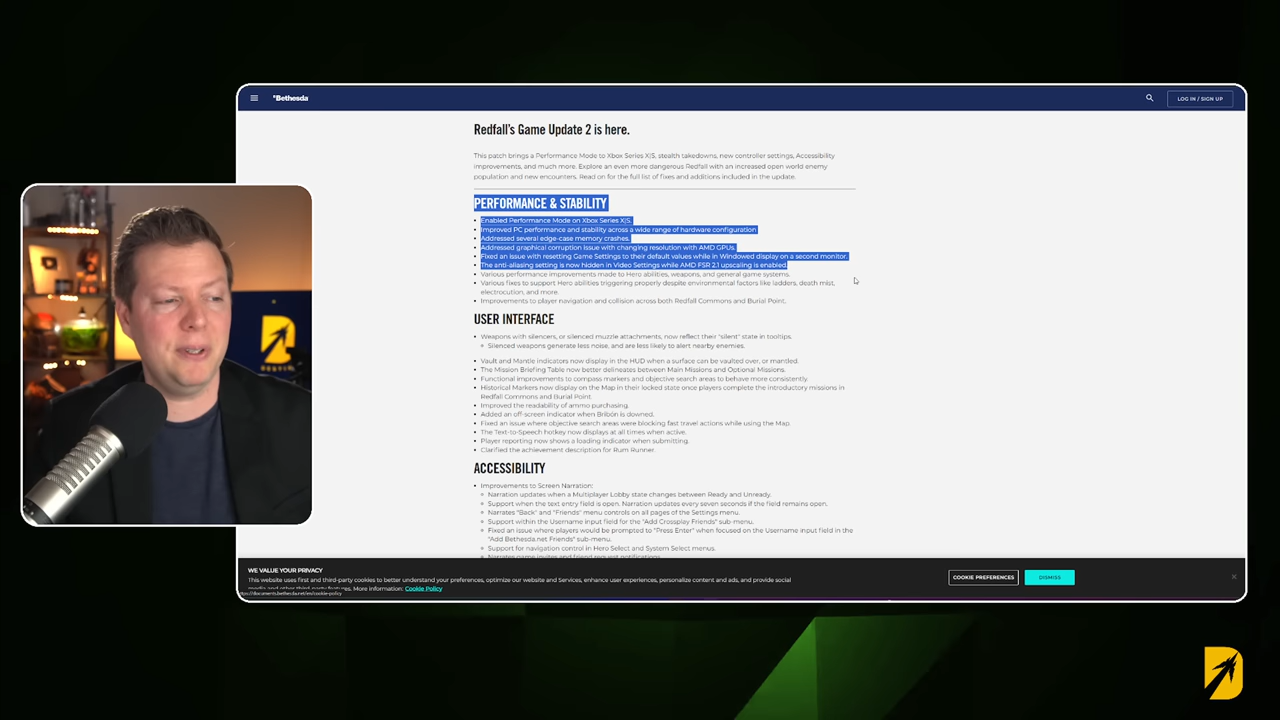 Bethesda
LOG IN / SIGN UP
Redfall's Game Update 2 is here.
This patch brings a Performance Mode to Xbox Series X|S, stealth takedowns, new controller settings, Accessibility
improvements, and much more. Explore an even more dangerous Redfall with an increased open world enemy
population and new encounters. Read on for the full list of fixes and additions included in the update.
PERFORMANCE & STABILITY
• Enabled Performance Mode on Xbox Series X|S.
• Improved PC performance and stability across a wide range of hardware configuration
• Addressed several edge-case memory crashes.
• Addressed graphical corruption issue with changing resolution with AMD GPUs.
• Fixed an issue with resetting Game Settings to their default values while in Windowed display on a second monitor.
• The anti-aliasing setting is now hidden in Video Settings while AMD FSR 2.1 upscaling is enabled.
• Various performance improvements made to Hero abilities, weapons, and general game systems.
• Various fixes to support Hero abilities triggering properly despite environmental factors like ladders, death mist,
electrocution, and more.
• Improvements to player navigation and collision across both Redfall Commons and Burial Point.
USER INTERFACE
• Weapons with silencers, or silenced muzzle attachments, now reflect their "silent" state in tooltips.
Silenced weapons generate less noise, and are less likely to alert nearby enemies.
• Vault and Mantle indicators now display in the HUD when a surface can be vaulted over, or mantled.
• The Mission Briefing Table now better delineates between Main Missions and Optional Missions.
• Functional improvements to compass markers and objective search areas to behave more consistently.
• Historical Markers now display on the Map in their locked state once players complete the introductory missions in
Redfall Commons and Burial Point.
• Improved the readability of ammo purchasing.
• Added an off-screen indicator when Bribón is downed.
• Fixed an issue where objective search areas were blocking fast travel actions while using the Map.
• The Text-to-Speech hotkey now displays at all times when active.
• Player reporting now shows a loading indicator when submitting.
• Clarified the achievement description for Rum Runner.
ACCESSIBILITY
• Improvements to Screen Narration:
Narration updates when a Multiplayer Lobby state changes between Ready and Unready.
Support when the text entry field is open. Narration updates every seven seconds if the field remains open.
Narrates "Back" and "Friends" menu controls on all pages of the Settings menu.
Support within the Username input field for the "Add Crossplay Friends" sub-menu.
Fixed an issue where players would be prompted to "Press Enter" when focused on the Username input field in the
"Add Bethesda.net Friends" sub-menu.
Support for navigation control in Hero Select and System Select menus.
Narrates game invites and friend request notifications.
WE VALUE YOUR PRIVACY
This website uses first and third-party cookies to better understand your preferences, optimize our website and Services, enhance user experiences, personalize content and ads, and provide social
media and other third-party features. More information: Cookie Policy
COOKIE PREFERENCES
DISMISS
ttps://documents.bethesda.net/en/cookie-policy